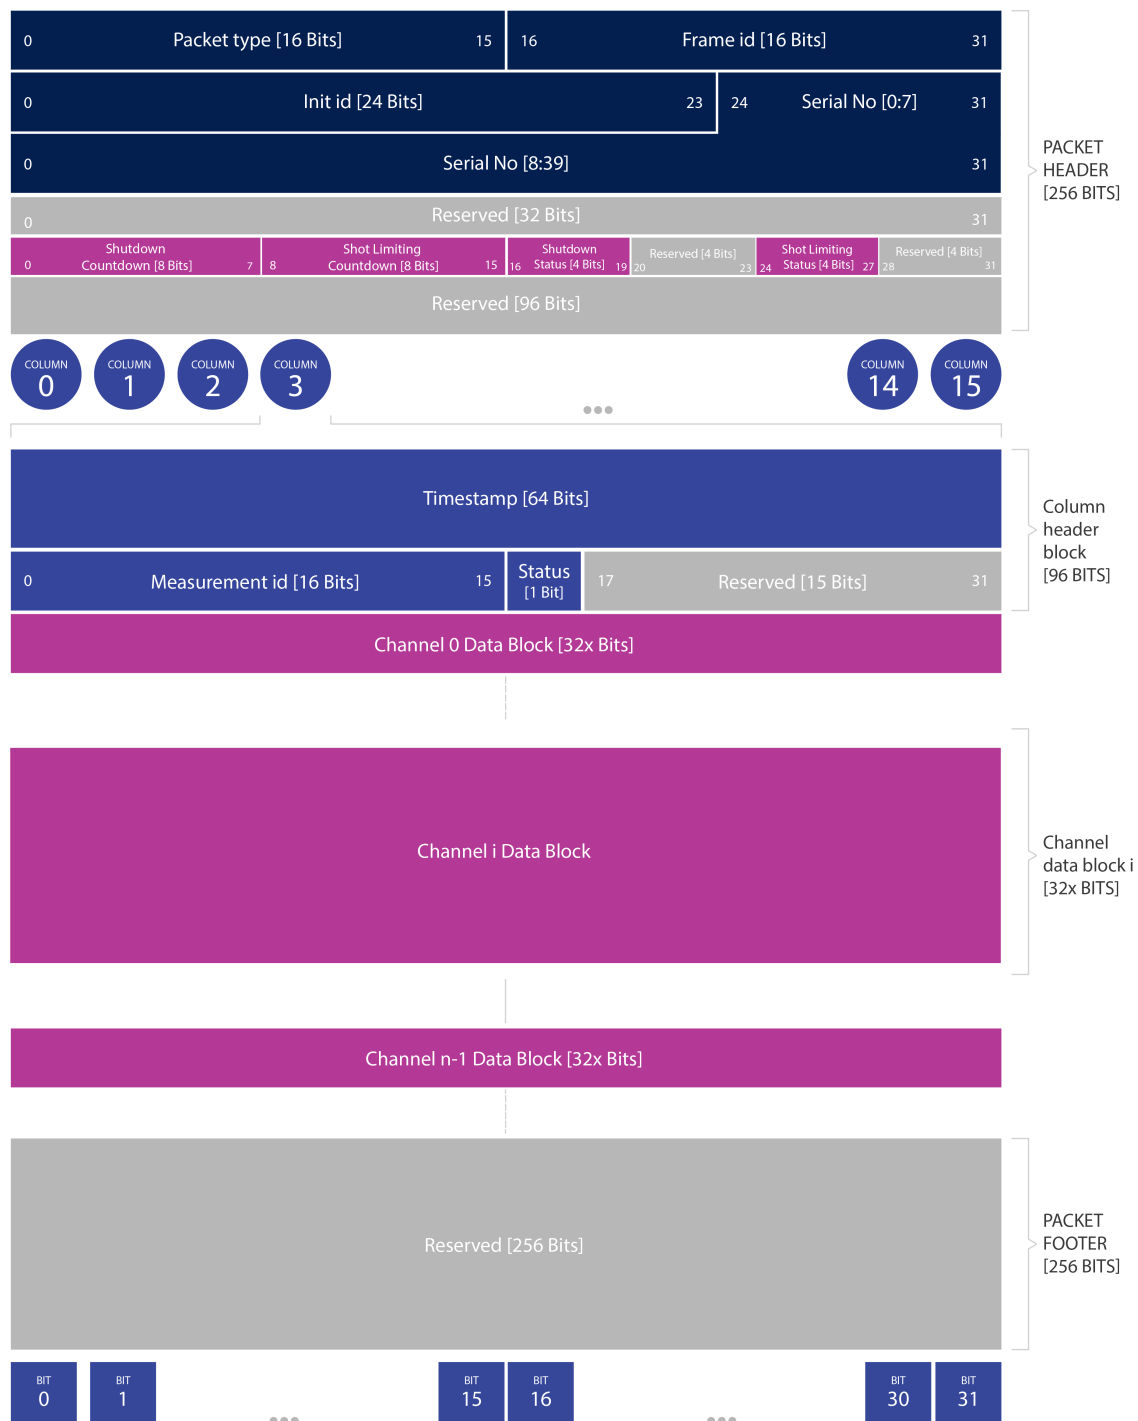 0 Packet type [16 Bits] 15 16 Frame id [16 Bits] 31
0 Init id [24 Bits] 23 24 Serial No [0:7] 31
0 Serial No [8:39] 31
PACKET
HEADER
[256 BITS]
0 Reserved [32 Bits] 31
Shutdown
0 Countdown [8 Bits] 7
Shot Limiting
8 Countdown [8 Bits] 15
Shutdown
16 Status [4 Bits] 19
Reserved [4 Bits]
20 23
Shot Limiting
24 Status [4 Bits] 27
Reserved [4 Bits]
28 31
Reserved [96 Bits]
COLUMN
0
COLUMN
1
COLUMN
2
COLUMN
3
COLUMN
14
COLUMN
15
Timestamp [64 Bits]
Column
header
block
[96 BITS]
0 Measurement id [16 Bits] 15
Status
[1 Bit]
17 Reserved [15 Bits] 31
Channel 0 Data Block [32x Bits]
Channel i Data Block
Channel
data block i
[32x BITS]
Channel n-1 Data Block [32x Bits]
Reserved [256 Bits]
PACKET
FOOTER
[256 BITS]
BIT
0
BIT
1
BIT
15
BIT
16
BIT
30
BIT
31